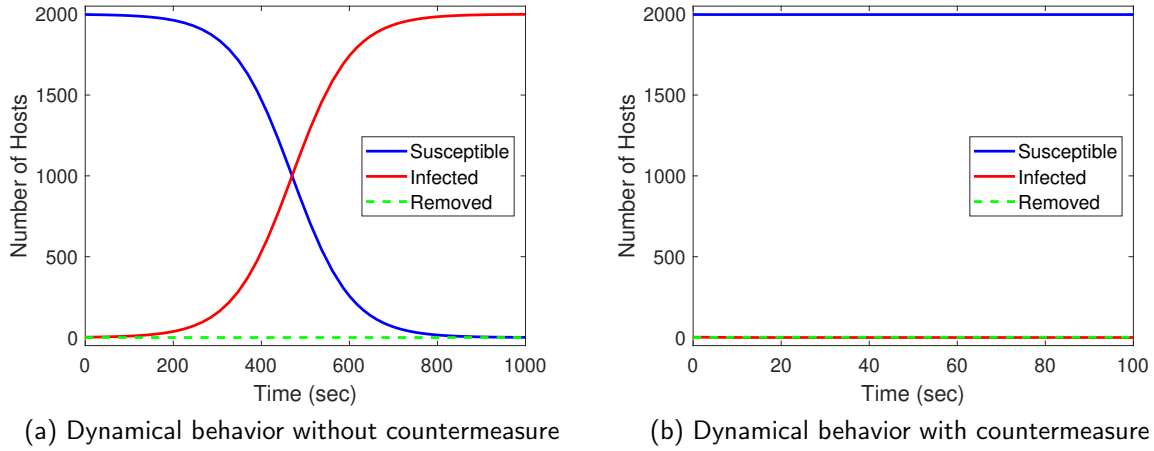 2000
1500
1000
500
0
Number of Hosts
Susceptible
Infected
Removed
0 200 400 600 800 1000
Time (sec)
(a) Dynamical behavior without countermeasure
2000
1500
1000
500
0
Number of Hosts
Susceptible
Infected
Removed
0 20 40 60 80 100
Time (sec)
(b) Dynamical behavior with countermeasure